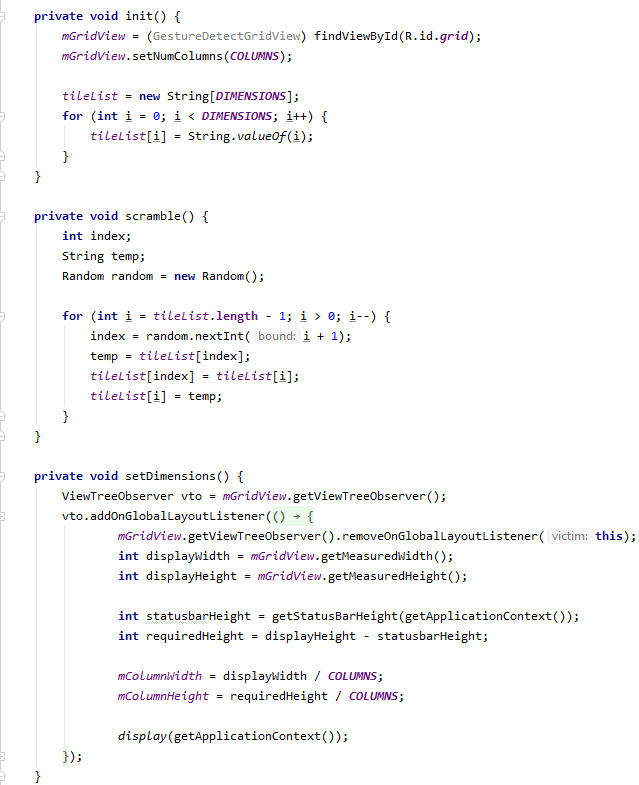 private void init() {
mGridView = (GestureDetectGridView) findViewById(R.id.grid);
mGridView.setNumColumns(COLUMNS);
tileList = new String[DIMENSIONS];
for (int i = 0; i < DIMENSIONS; i++) {
tileList[i] = String.valueOf(i);
}
}
private void scramble() {
int index;
String temp;
Random random = new Random();
for (int i = tileList.length - 1; i > 0; i--) {
index = random.nextInt( bound: i + 1);
temp = tileList[index];
tileList[index] = tileList[i];
tileList[i] = temp;
}
}
private void setDimensions() {
ViewTreeObserver vto = mGridView.getViewTreeObserver();
vto.addOnGlobalLayoutListener(() → {
mGridView.getViewTreeObserver().removeOnGlobalLayoutListener( victim: this);
int displayWidth = mGridView.getMeasuredWidth();
int displayHeight = mGridView.getMeasuredHeight();
int statusbarHeight = getStatusBarHeight(getApplicationContext());
int requiredHeight = displayHeight - statusbarHeight;
mColumnWidth = displayWidth / COLUMNS;
mColumnHeight = requiredHeight / COLUMNS;
display(getApplicationContext());
});
}